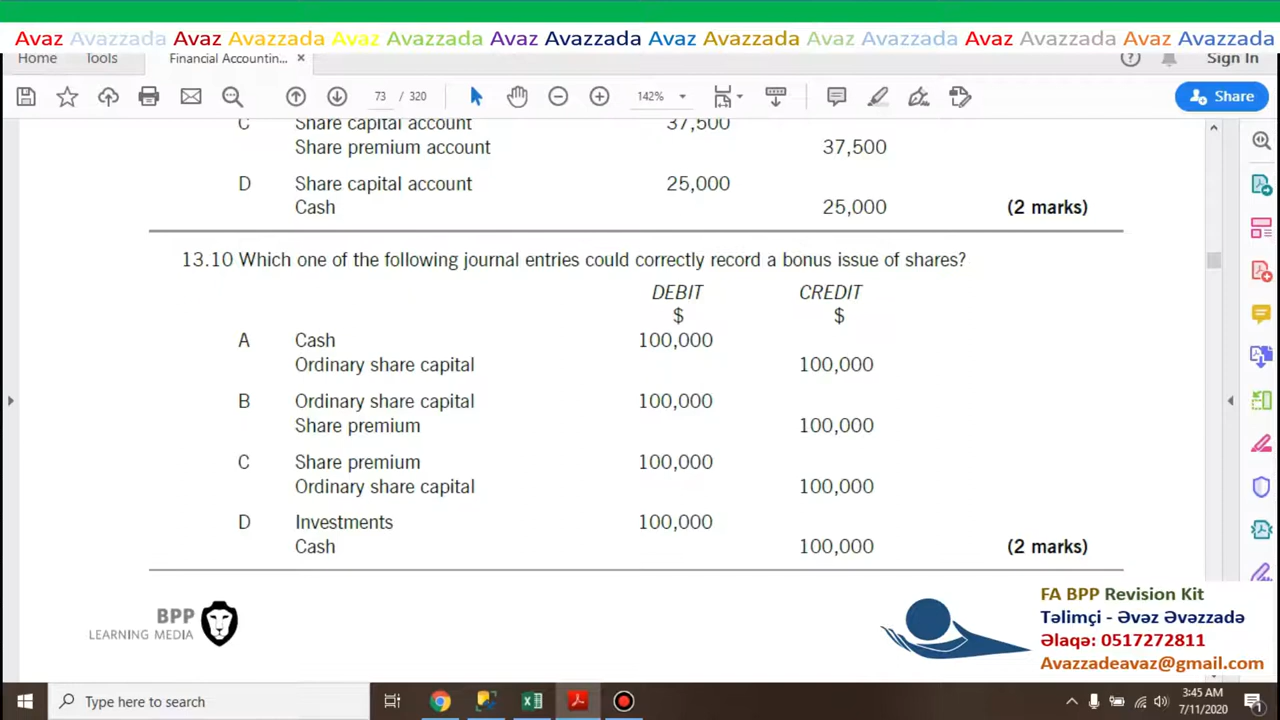 Avaz Avazzada Avaz Avazzada Avaz Avazzada Avaz Avazzada Avaz Avazzada Avaz Avazzada Avaz Avazzada Avaz Avazzada
Home Tools Financial Accountin... × Sign In
73 / 320 142% Share
C Share capital account 37,500
Share premium account 37,500
D Share capital account 25,000
Cash 25,000 (2 marks)
13.10 Which one of the following journal entries could correctly record a bonus issue of shares?
DEBIT CREDIT
$ $
A Cash 100,000
Ordinary share capital 100,000
B Ordinary share capital 100,000
Share premium 100,000
C Share premium 100,000
Ordinary share capital 100,000
D Investments 100,000
Cash 100,000 (2 marks)
BPP
LEARNING MEDIA
FA BPP Revision Kit
Təlimçi - Əvəz Əvəzzadə
Əlaqə: 0517272811
Avazzadeavaz@gmail.com
Type here to search
3:45 AM
7/11/2020
1